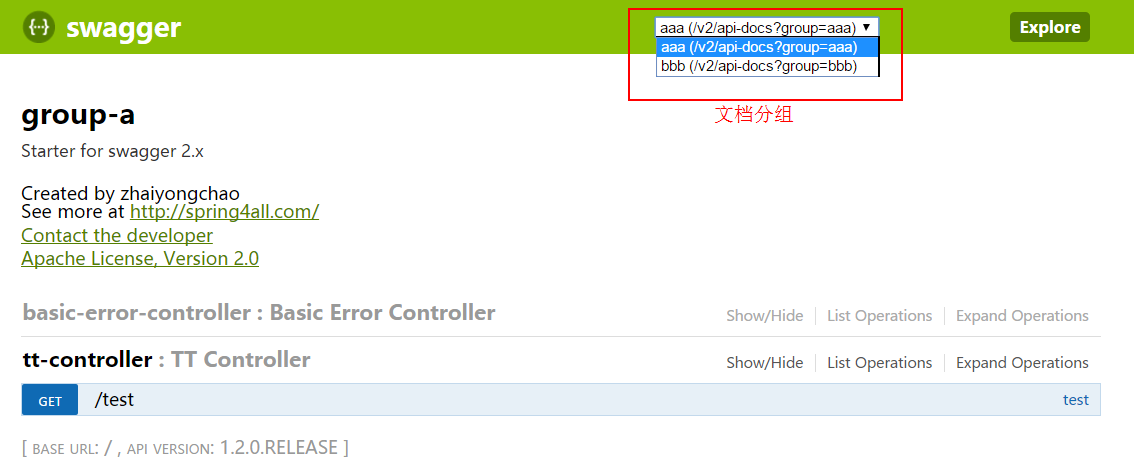 {···} swagger
aaa (/v2/api-docs?group=aaa) ▼
Explore
aaa (/v2/api-docs?group=aaa)
bbb (/v2/api-docs?group=bbb)
文档分组
group-a
Starter for swagger 2.x
Created by zhaiyongchao
See more at http://spring4all.com/
Contact the developer
Apache License, Version 2.0
basic-error-controller : Basic Error Controller
Show/Hide | List Operations | Expand Operations
tt-controller : TT Controller
Show/Hide | List Operations | Expand Operations
GET /test test
[ BASE URL: / , API VERSION: 1.2.0.RELEASE ]